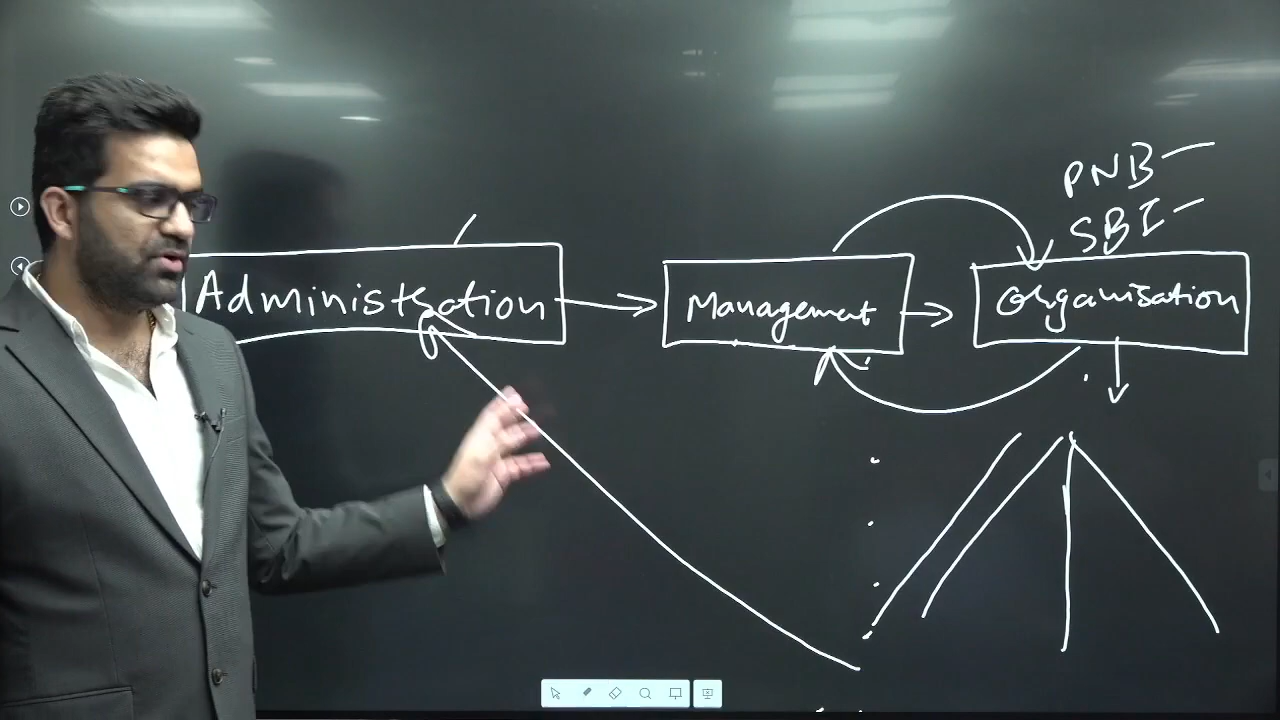 PNB
SBI
Administration
Management
Organisation